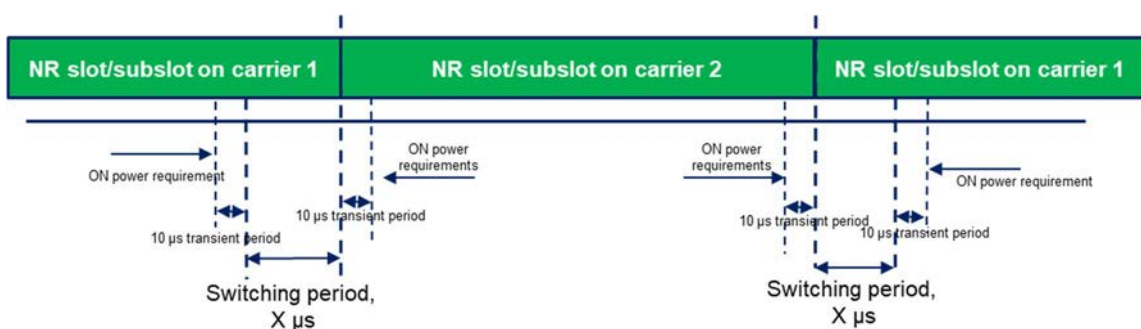 NR slot/subslot on carrier 1
NR slot/subslot on carrier 2
NR slot/subslot on carrier 1
ON power requirement
ON power
requirements
ON power
requirements
ON power requirement
10 µs transient period
10 µs transient period
10 µs transient period
10 µs transient period
Switching period,
X µs
Switching period,
X µs